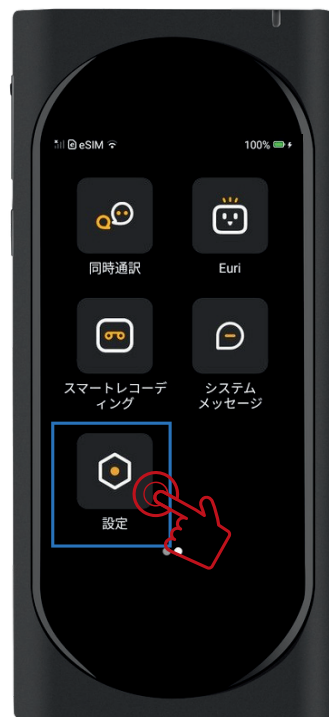 eSIM
100%
同時通訳
Euri
スマートレコーデ
ィング
システム
メッセージ
設定